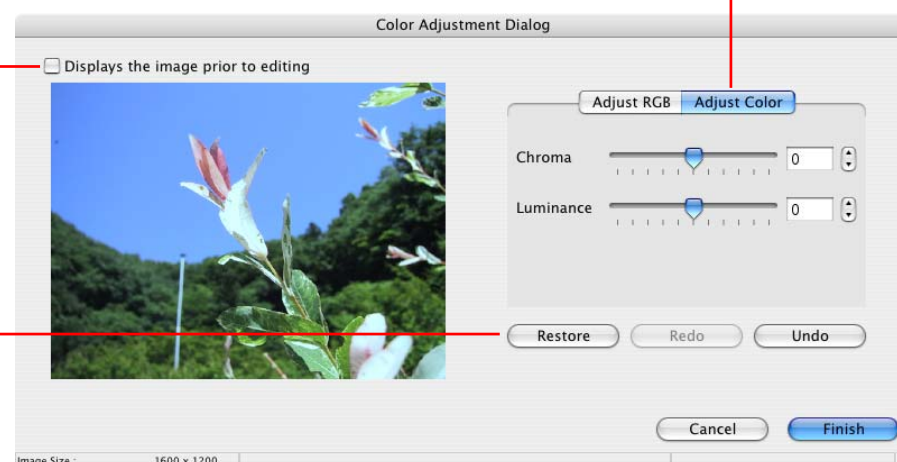 Color Adjustment Dialog
Displays the image prior to editing
Adjust RGB Adjust Color
Chroma 0
Luminance 0
Restore Redo Undo
Cancel Finish
Image Size : 1600 x 1200